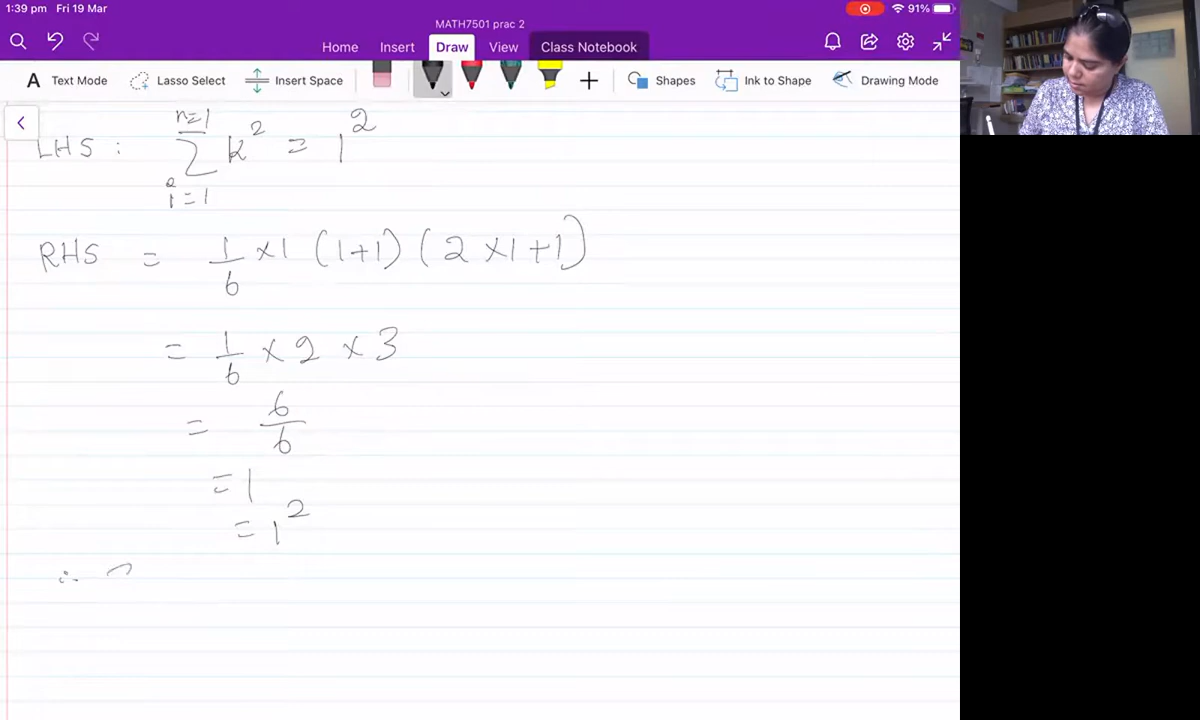 1:39 pm Fri 19 Mar
91%
MATH7501 prac 2
Home Insert Draw View Class Notebook
Text Mode Lasso Select Insert Space Shapes Ink to Shape Drawing Mode
n=1
LHS : ∑ k² = 1²
i=1
RHS = 1/6 ×1 (1+1) (2 ×1+1)
= 1/6 × 2 × 3
= 6/6
= 1
= 1²
∴